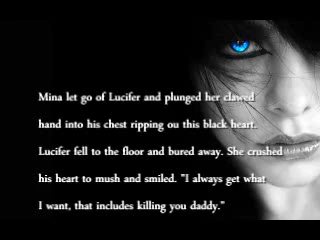 Mina let go of Lucifer and plunged her clawed
hand into his chest ripping ou this black heart.
Lucifer fell to the floor and bured away. She crushed
his heart to mush and smiled. "I always get what
I want, that includes killing you daddy."